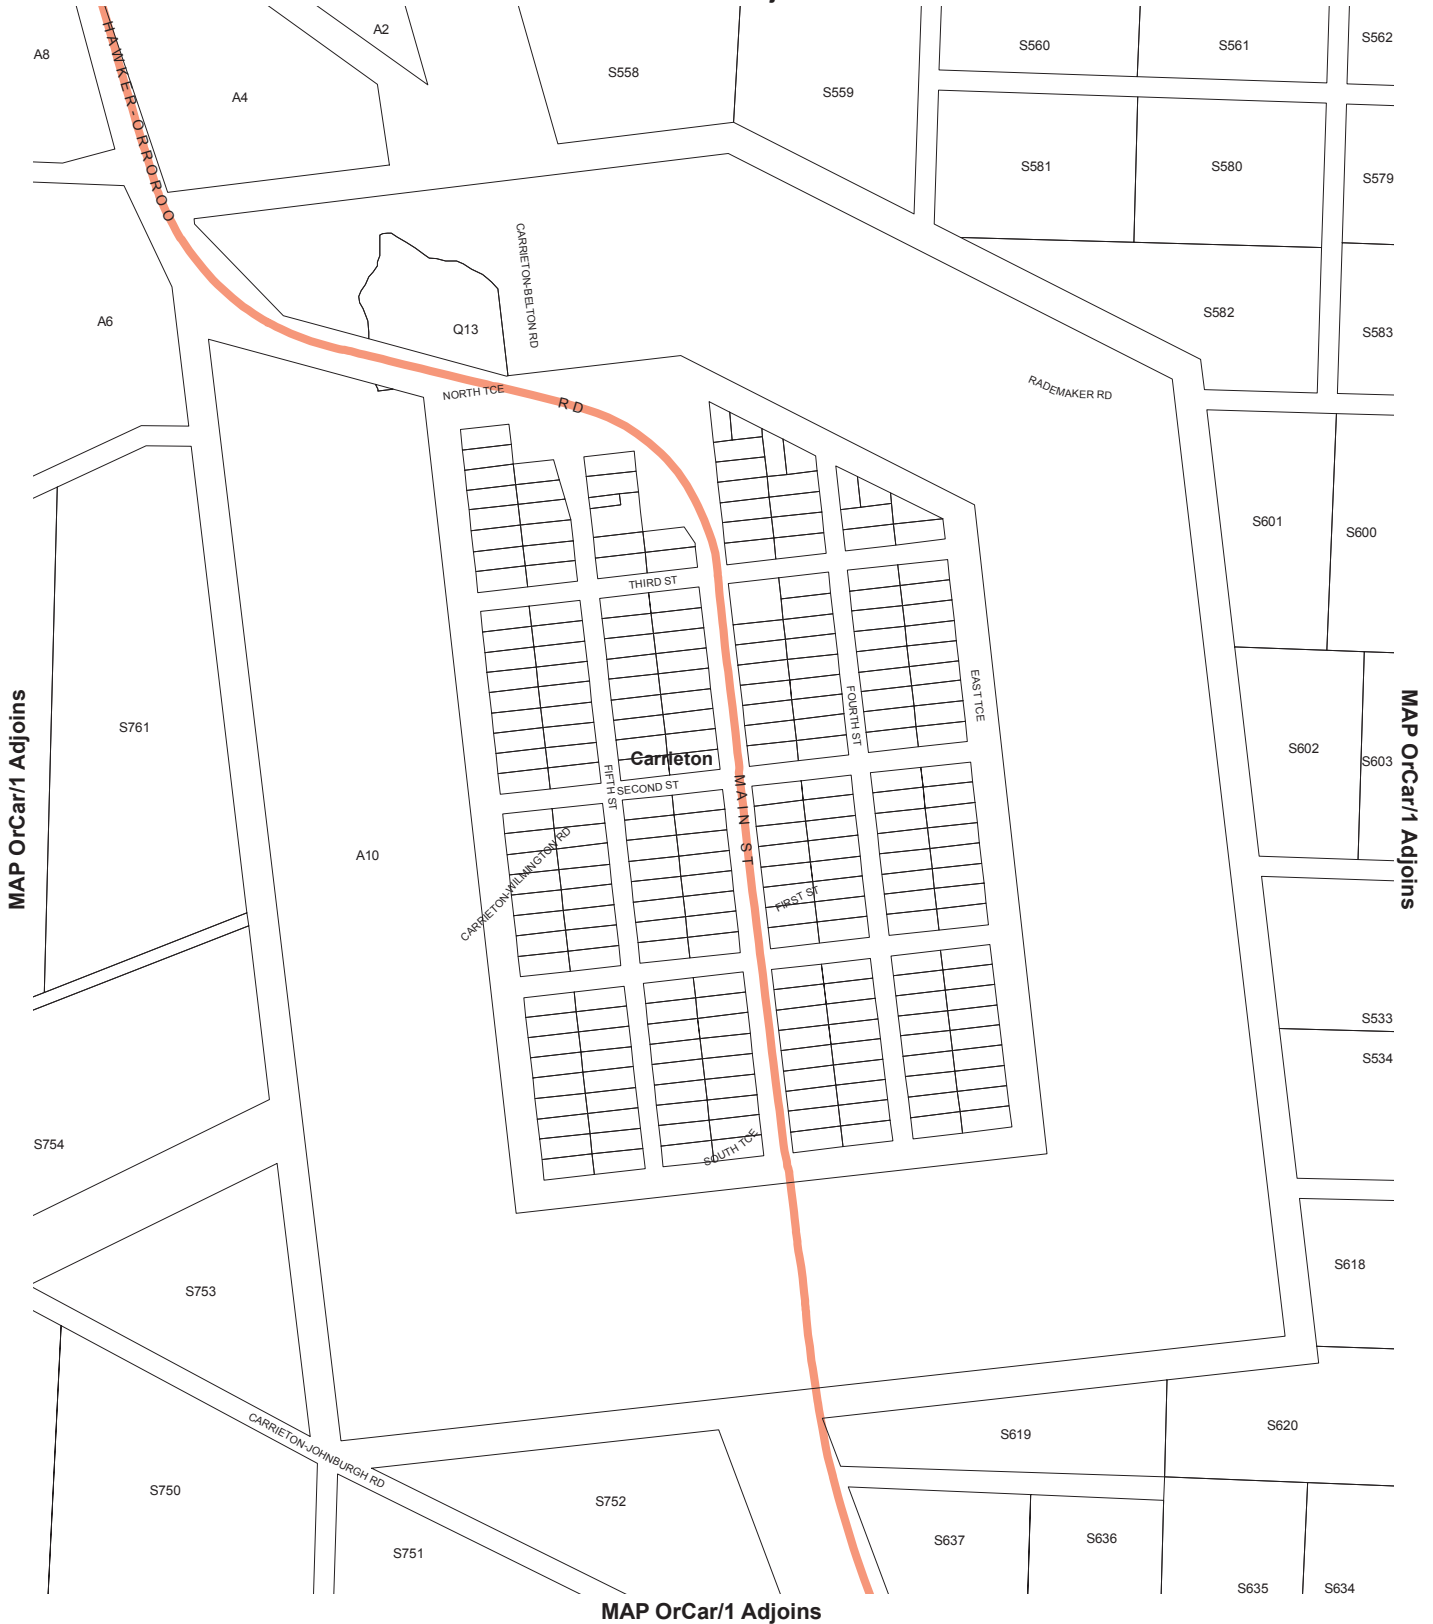 A8
A2
A4
S558
S559
S560
S561
S562
HAWKER-ORROROO
S581
S580
S579
CARRIETON-BELTON RD
A6
Q13
S582
S583
NORTH TCE
RD
RADEMAKER RD
S601
S600
THIRD ST
EAST TCE
FOURTH ST
MAP OrCar/1 Adjoins
S761
Carrieton
S602
S603
MAP OrCar/1 Adjoins
FIFTH ST
SECOND ST
MAIN ST
A10
CARRIETON-WILMINGTON RD
FIRST ST
S533
S534
S754
SOUTH TCE
S753
S618
CARRIETON-JOHNBURGH RD
S619
S620
S750
S752
S751
S637
S636
S635
S634
MAP OrCar/1 Adjoins